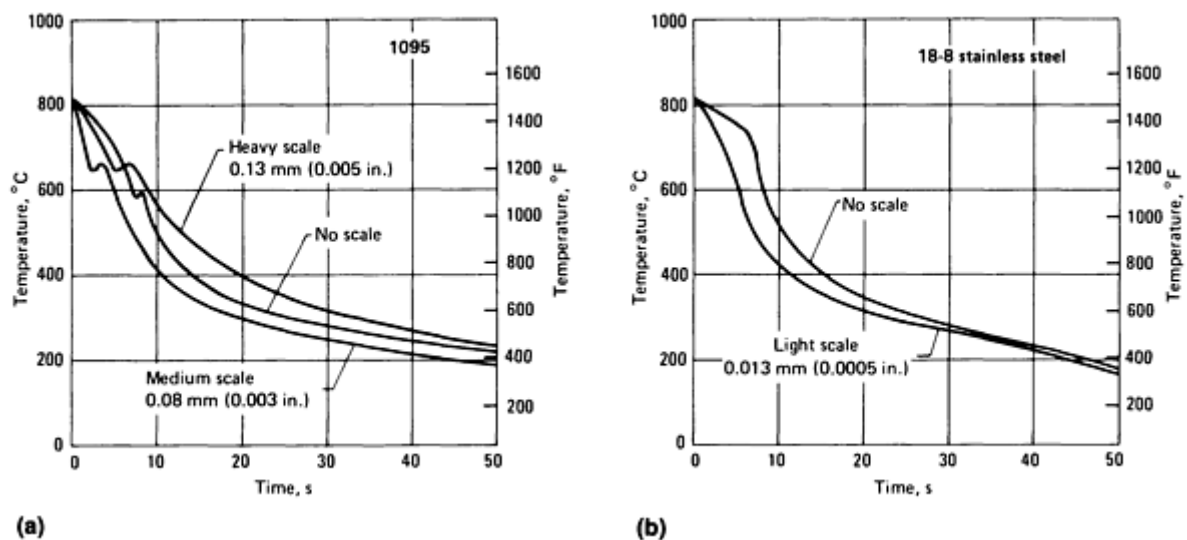 1000
800
600
400
200
0
Temperature, °C
1095
1600
1400
1200
1000
800
600
400
200
Temperature, °F
Heavy scale
0.13 mm (0.005 in.)
No scale
Medium scale
0.08 mm (0.003 in.)
0 10 20 30 40 50
Time, s
(a)
1000
800
600
400
200
0
Temperature, °C
18-8 stainless steel
1600
1400
1200
1000
800
600
400
200
Temperature, °F
No scale
Light scale
0.013 mm (0.0005 in.)
0 10 20 30 40 50
Time, s
(b)